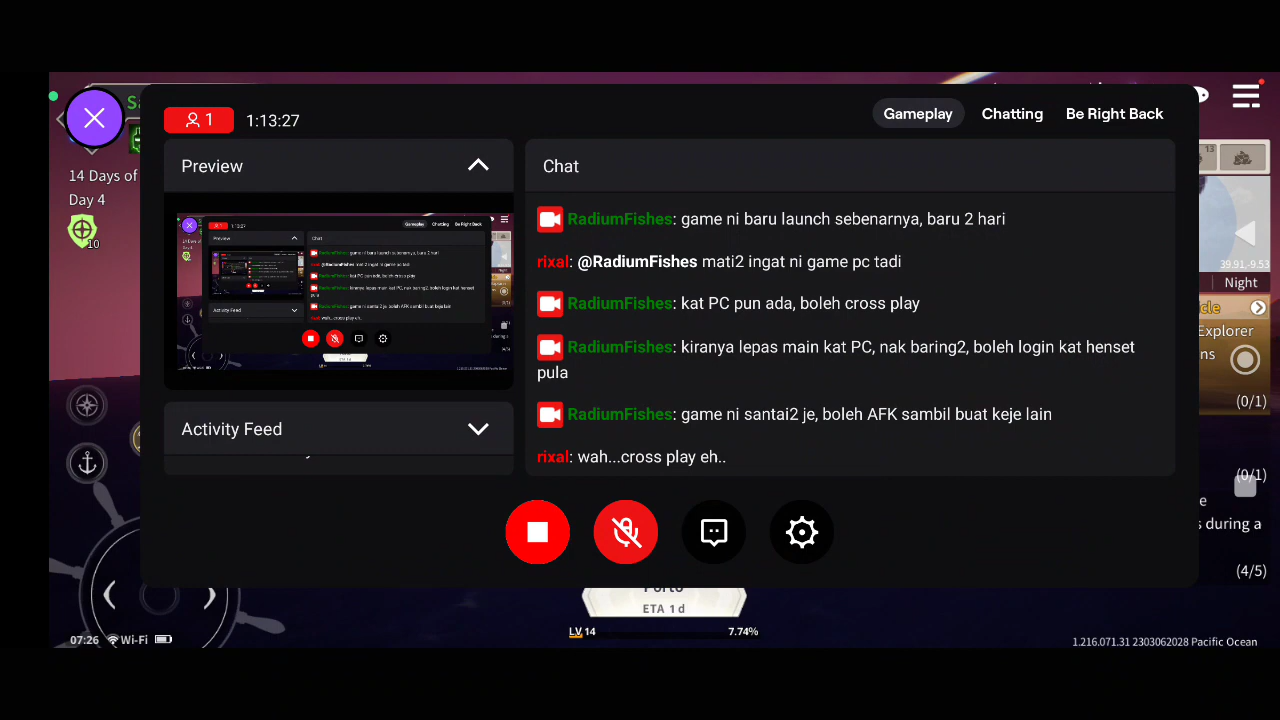 1
1:13:27
Gameplay
Chatting
Be Right Back
Preview
Chat
RadiumFishes: game ni baru launch sebenarnya, baru 2 hari
rixal: @RadiumFishes mati2 ingat ni game pc tadi
RadiumFishes: kat PC pun ada, boleh cross play
RadiumFishes: kiranya lepas main kat PC, nak baring2, boleh login kat henset
pula
RadiumFishes: game ni santai2 je, boleh AFK sambil buat keje lain
rixal: wah...cross play eh..
Activity Feed
14 Days of
Day 4
10
13
39.91, -9.53
Night
Explorer
(0/1)
(0/1)
during a
(4/5)
Porto
ETA 1 d
LV 14
7.74%
07:26 Wi-Fi
1.216.071.31 2303062028 Pacific Ocean